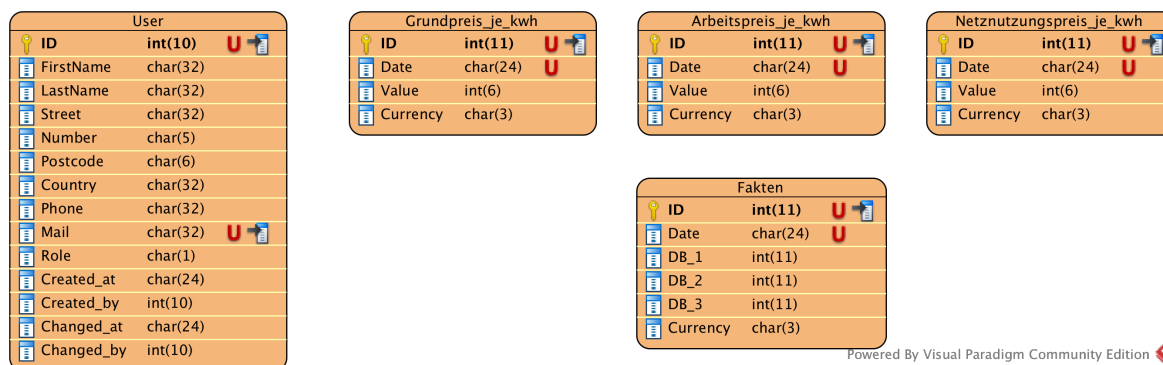 User
ID int(10) U
FirstName char(32)
LastName char(32)
Street char(32)
Number char(5)
Postcode char(6)
Country char(32)
Phone char(32)
Mail char(32) U
Role char(1)
Created_at char(24)
Created_by int(10)
Changed_at char(24)
Changed_by int(10)
Grundpreis_je_kwh
ID int(11) U
Date char(24) U
Value int(6)
Currency char(3)
Arbeitspreis_je_kwh
ID int(11) U
Date char(24) U
Value int(6)
Currency char(3)
Netznutzungspreis_je_kwh
ID int(11) U
Date char(24) U
Value int(6)
Currency char(3)
Fakten
ID int(11) U
Date char(24) U
DB_1 int(11)
DB_2 int(11)
DB_3 int(11)
Currency char(3)
Powered By Visual Paradigm Community Edition